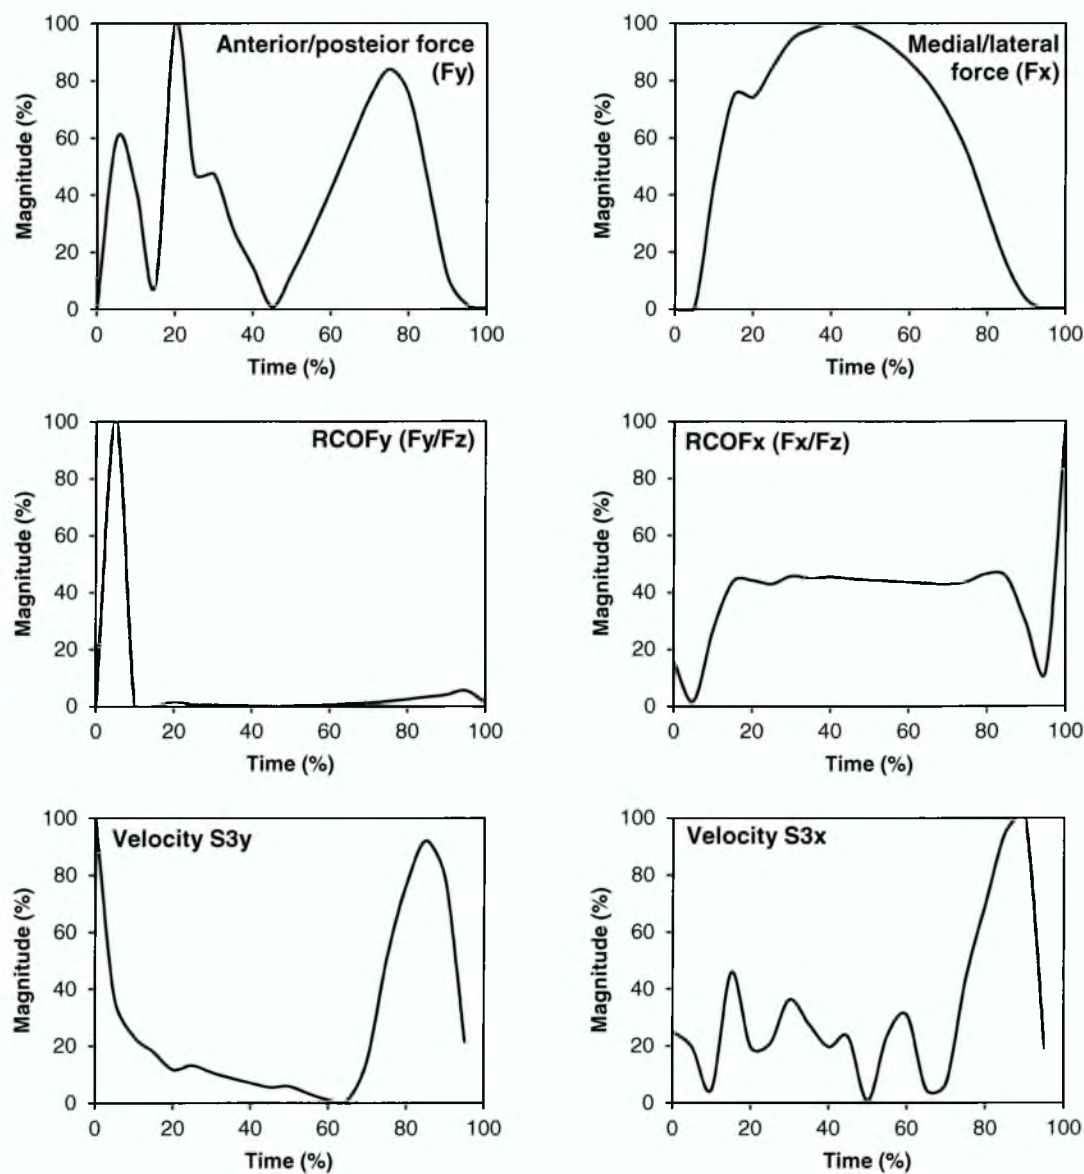 Anterior/posteior force
(Fy)
Magnitude (%)
100
80
60
40
20
0
0 20 40 60 80 100
Time (%)
Medial/lateral
force (Fx)
Magnitude (%)
100
80
60
40
20
0
0 20 40 60 80 100
Time (%)
RCOFy (Fy/Fz)
Magnitude (%)
100
80
60
40
20
0
0 20 40 60 80 100
Time (%)
RCOFx (Fx/Fz)
Magnitude (%)
100
80
60
40
20
0
0 20 40 60 80 100
Time (%)
Velocity S3y
Magnitude (%)
100
80
60
40
20
0
0 20 40 60 80 100
Time (%)
Velocity S3x
Magnitude (%)
100
80
60
40
20
0
0 20 40 60 80 100
Time (%)